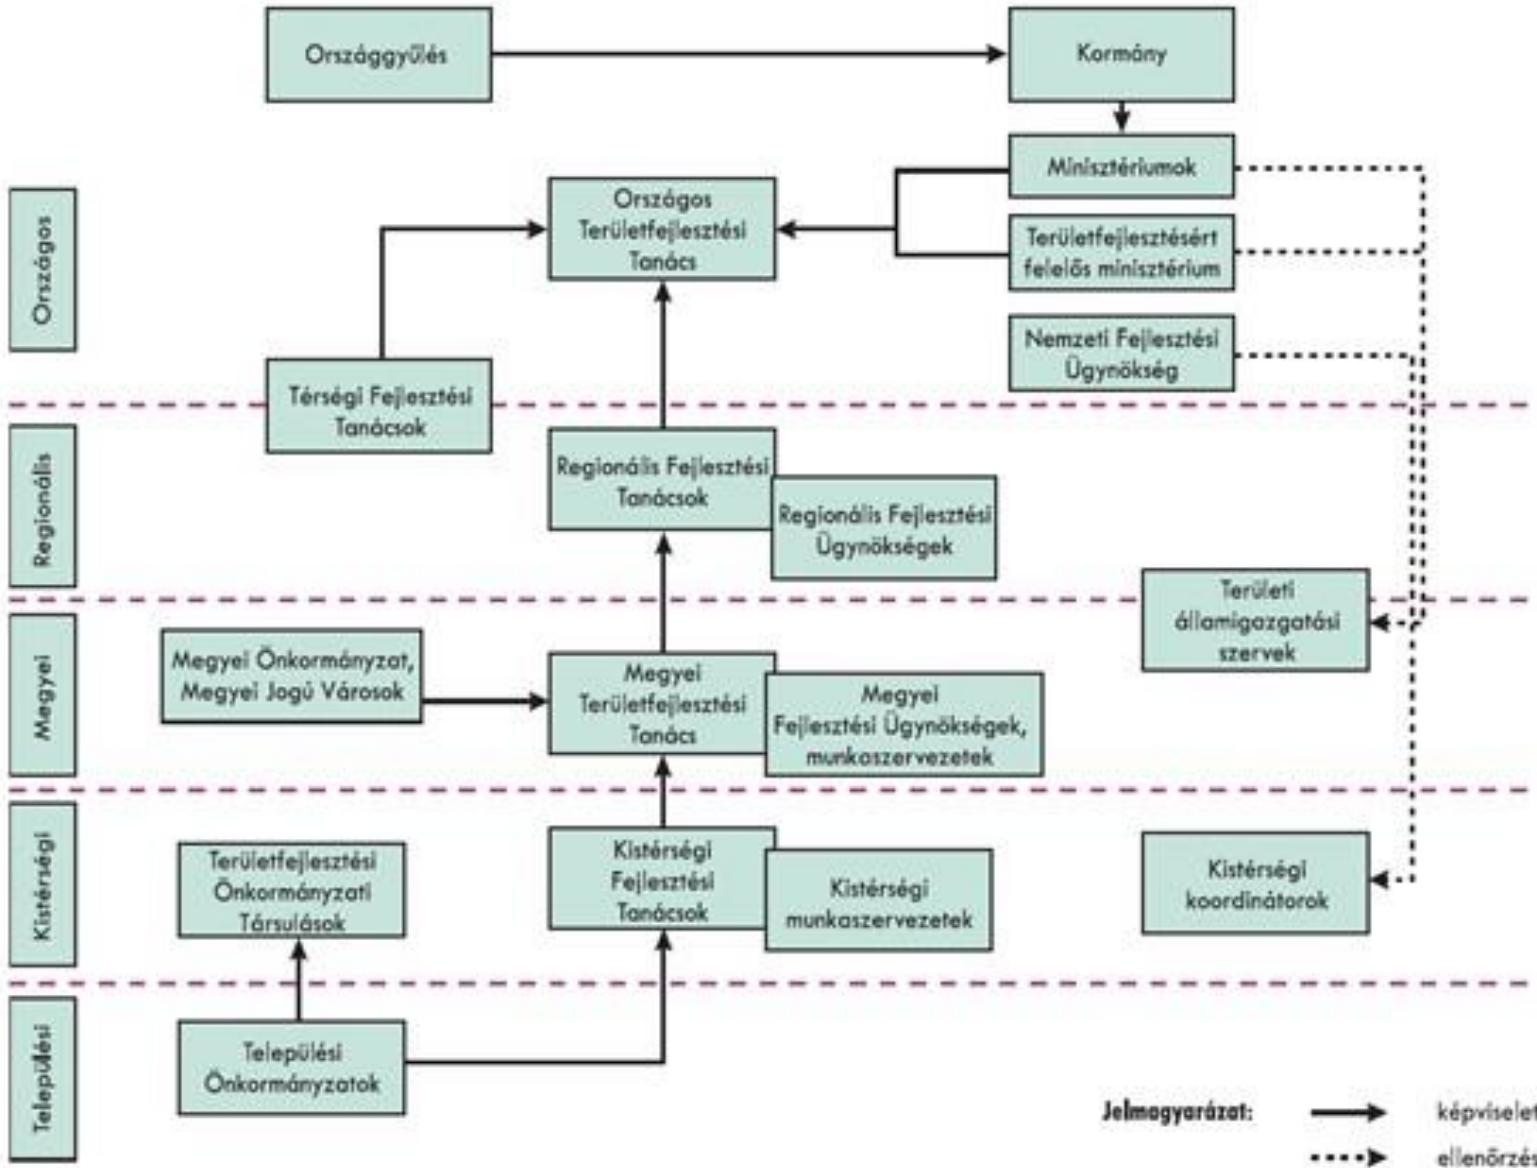 Országgyűlés
Kormány
Minisztériumok
Országos
Országos
Területfejlesztési
Tanács
Területfejlesztésért
felelős minisztérium
Nemzeti Fejlesztési
Ügynökség
Térségi Fejlesztési
Tanácsok
Regionális
Regionális Fejlesztési
Tanácsok
Regionális Fejlesztési
Ügynökségek
Területi
államigazgatási
szervek
Megyei
Megyei Önkormányzat,
Megyei Jogú Városok
Megyei
Területfejlesztési
Tanács
Megyei
Fejlesztési Ügynökségek,
munkaszervezetek
Kistérségi
Területfejlesztési
Önkormányzati
Társulások
Kistérségi
Fejlesztési
Tanácsok
Kistérségi
munkaszervezetek
Kistérségi
koordinátorok
Települési
Települési
Önkormányzatok
Jelmagyarázat:
képviselet
ellenőrzés